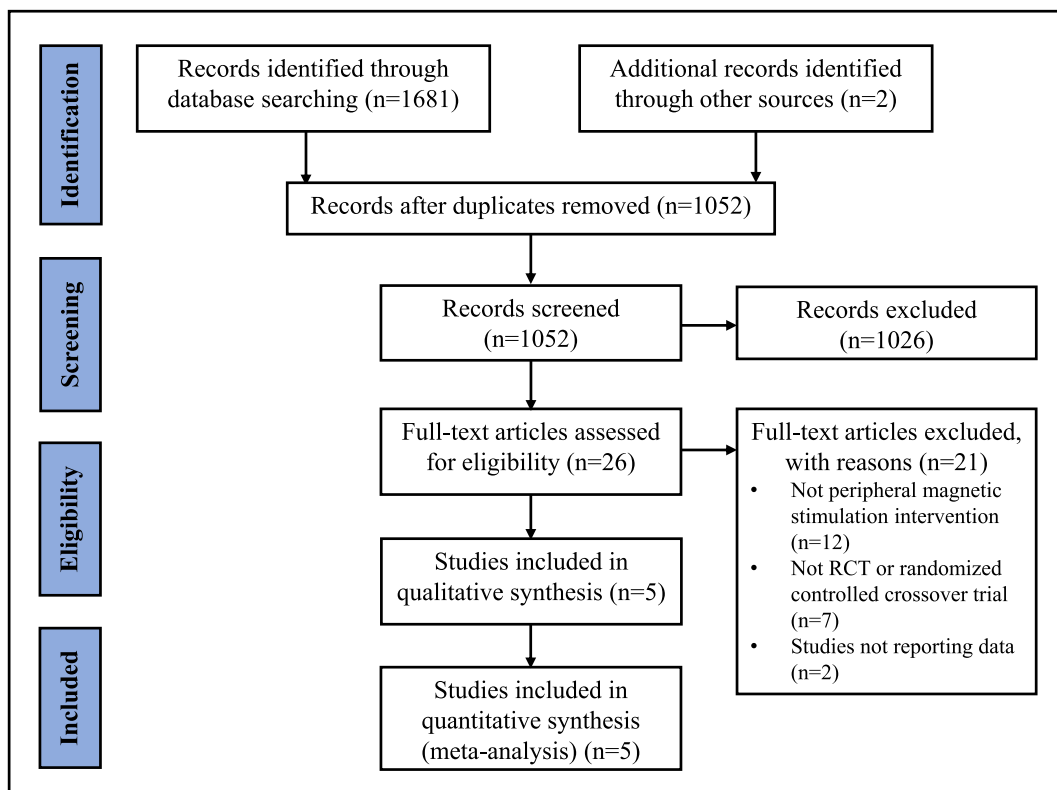 Identification
Records identified through
database searching (n=1681)
Additional records identified
through other sources (n=2)
Records after duplicates removed (n=1052)
Screening
Records screened
(n=1052)
Records excluded
(n=1026)
Eligibility
Full-text articles assessed
for eligibility (n=26)
Full-text articles excluded,
with reasons (n=21)
• Not peripheral magnetic
stimulation intervention
(n=12)
• Not RCT or randomized
controlled crossover trial
(n=7)
• Studies not reporting data
(n=2)
Studies included in
qualitative synthesis (n=5)
Included
Studies included in
quantitative synthesis
(meta-analysis) (n=5)